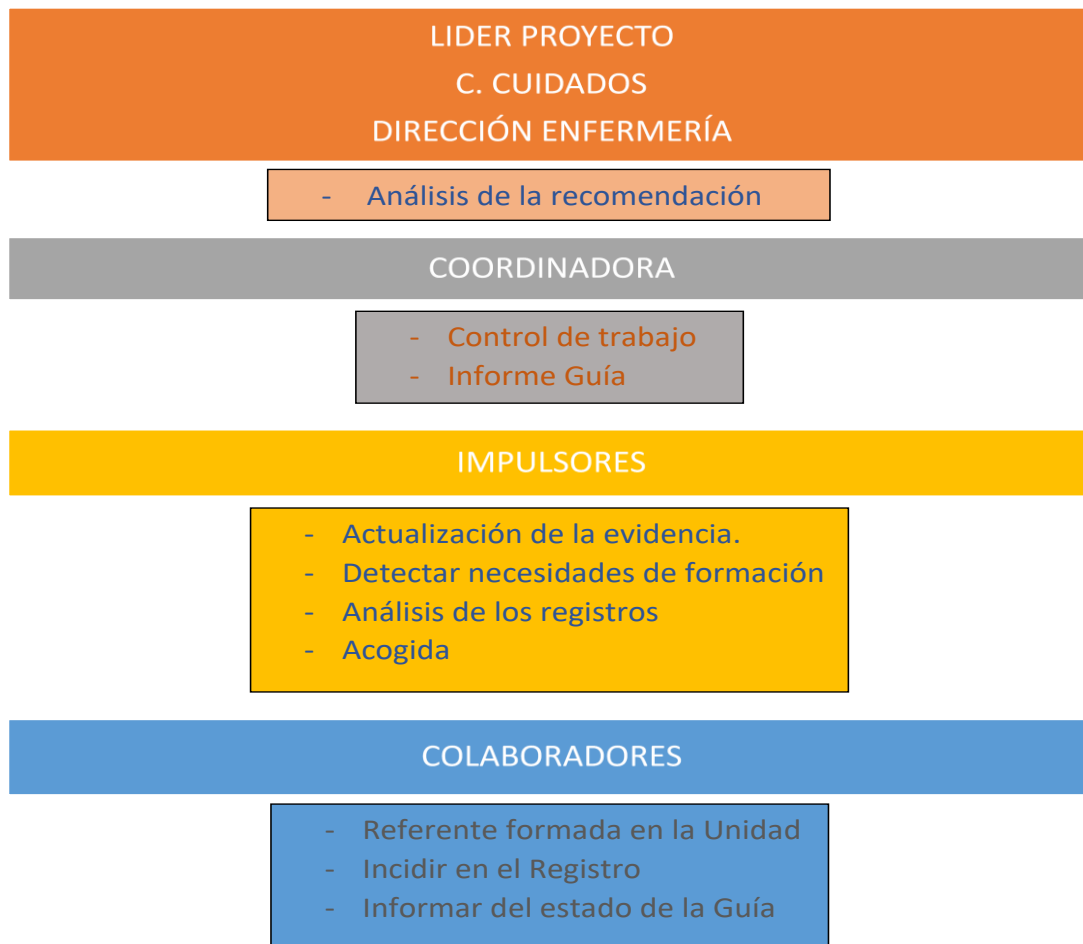 LIDER PROYECTO
C. CUIDADOS
DIRECCIÓN ENFERMERÍA
- Análisis de la recomendación
COORDINADORA
- Control de trabajo
- Informe Guía
IMPULSORES
- Actualización de la evidencia.
- Detectar necesidades de formación
- Análisis de los registros
- Acogida
COLABORADORES
- Referente formada en la Unidad
- Incidir en el Registro
- Informar del estado de la Guía